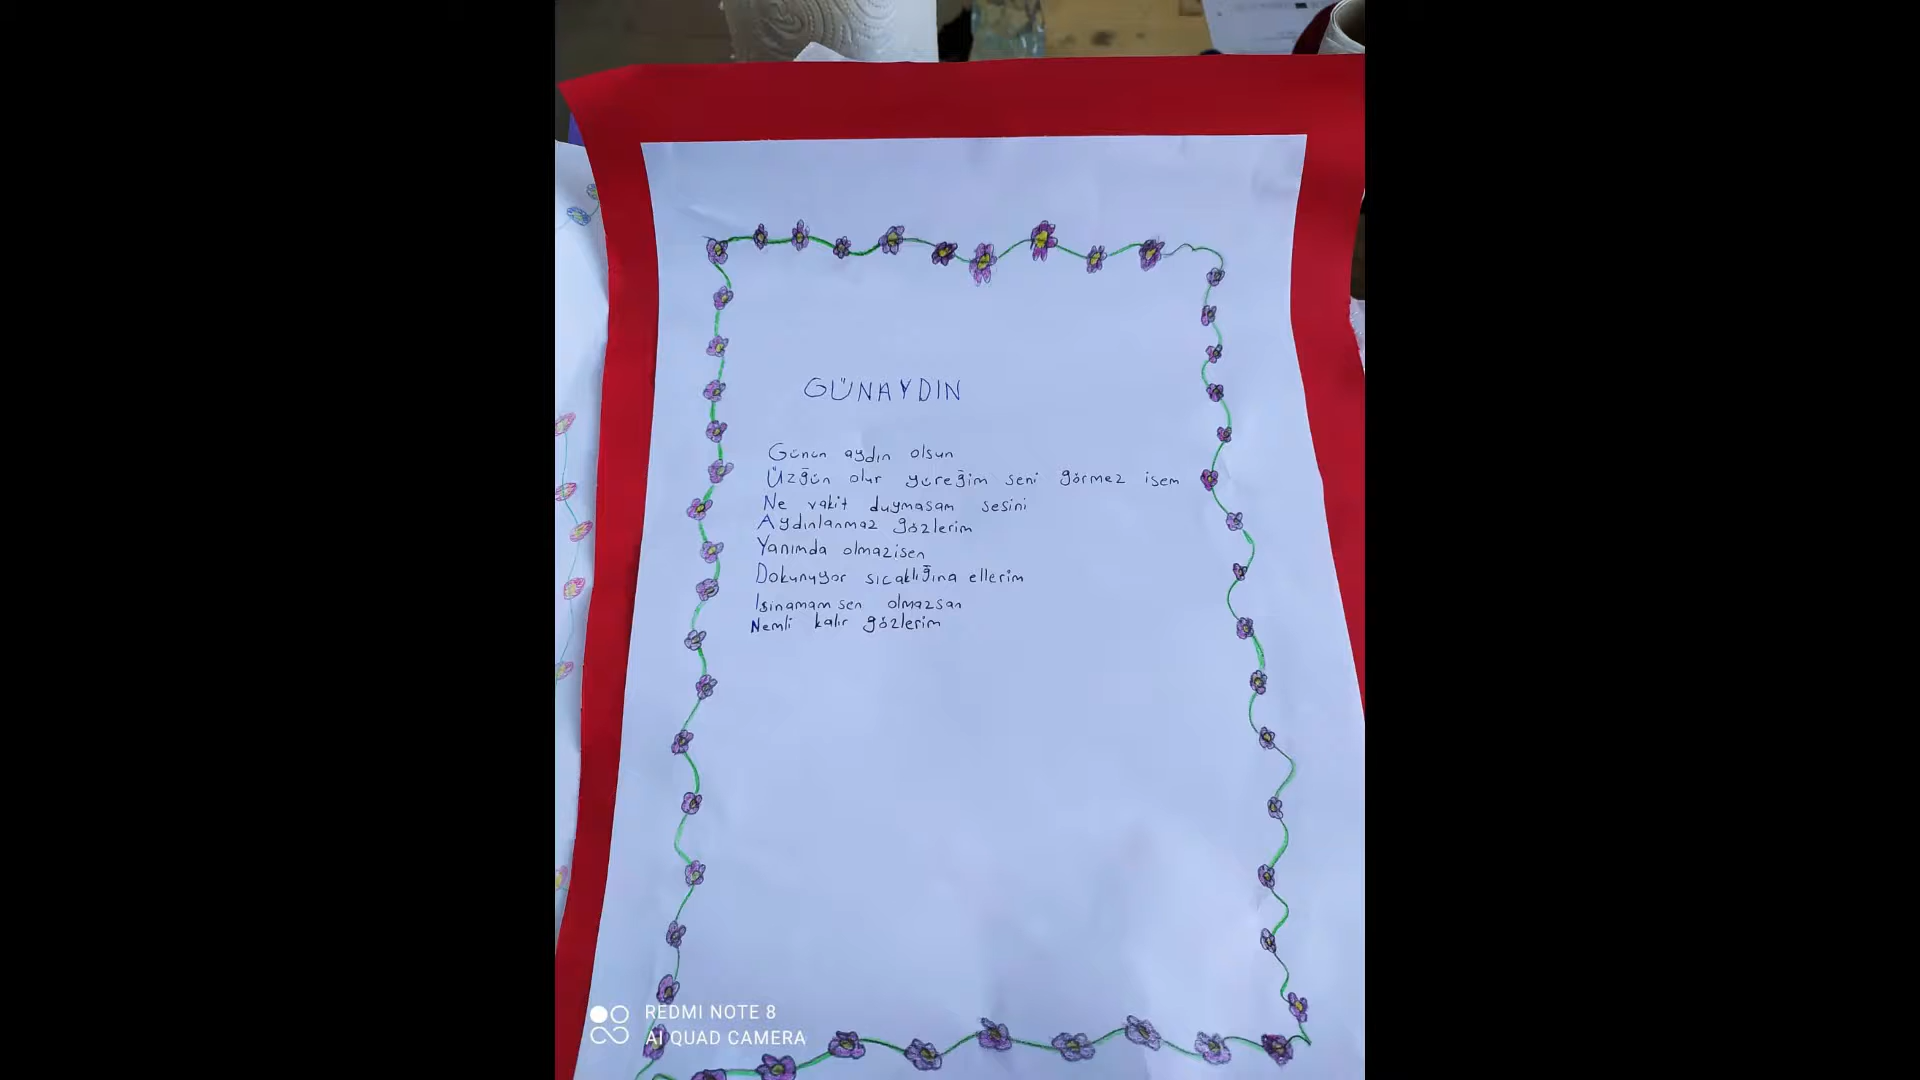 GÜNAYDIN
Günün aydın olsun
Üzgün olur yüreğim seni görmez isem
Ne vakit duymasam sesini
Aydınlanmaz gözlerim
Yanımda olmazisen
Dokunuyor sıcaklığına ellerim
Isinamam sen olmazsan
Nemli kalır gözlerim
REDMI NOTE 8
AI QUAD CAMERA